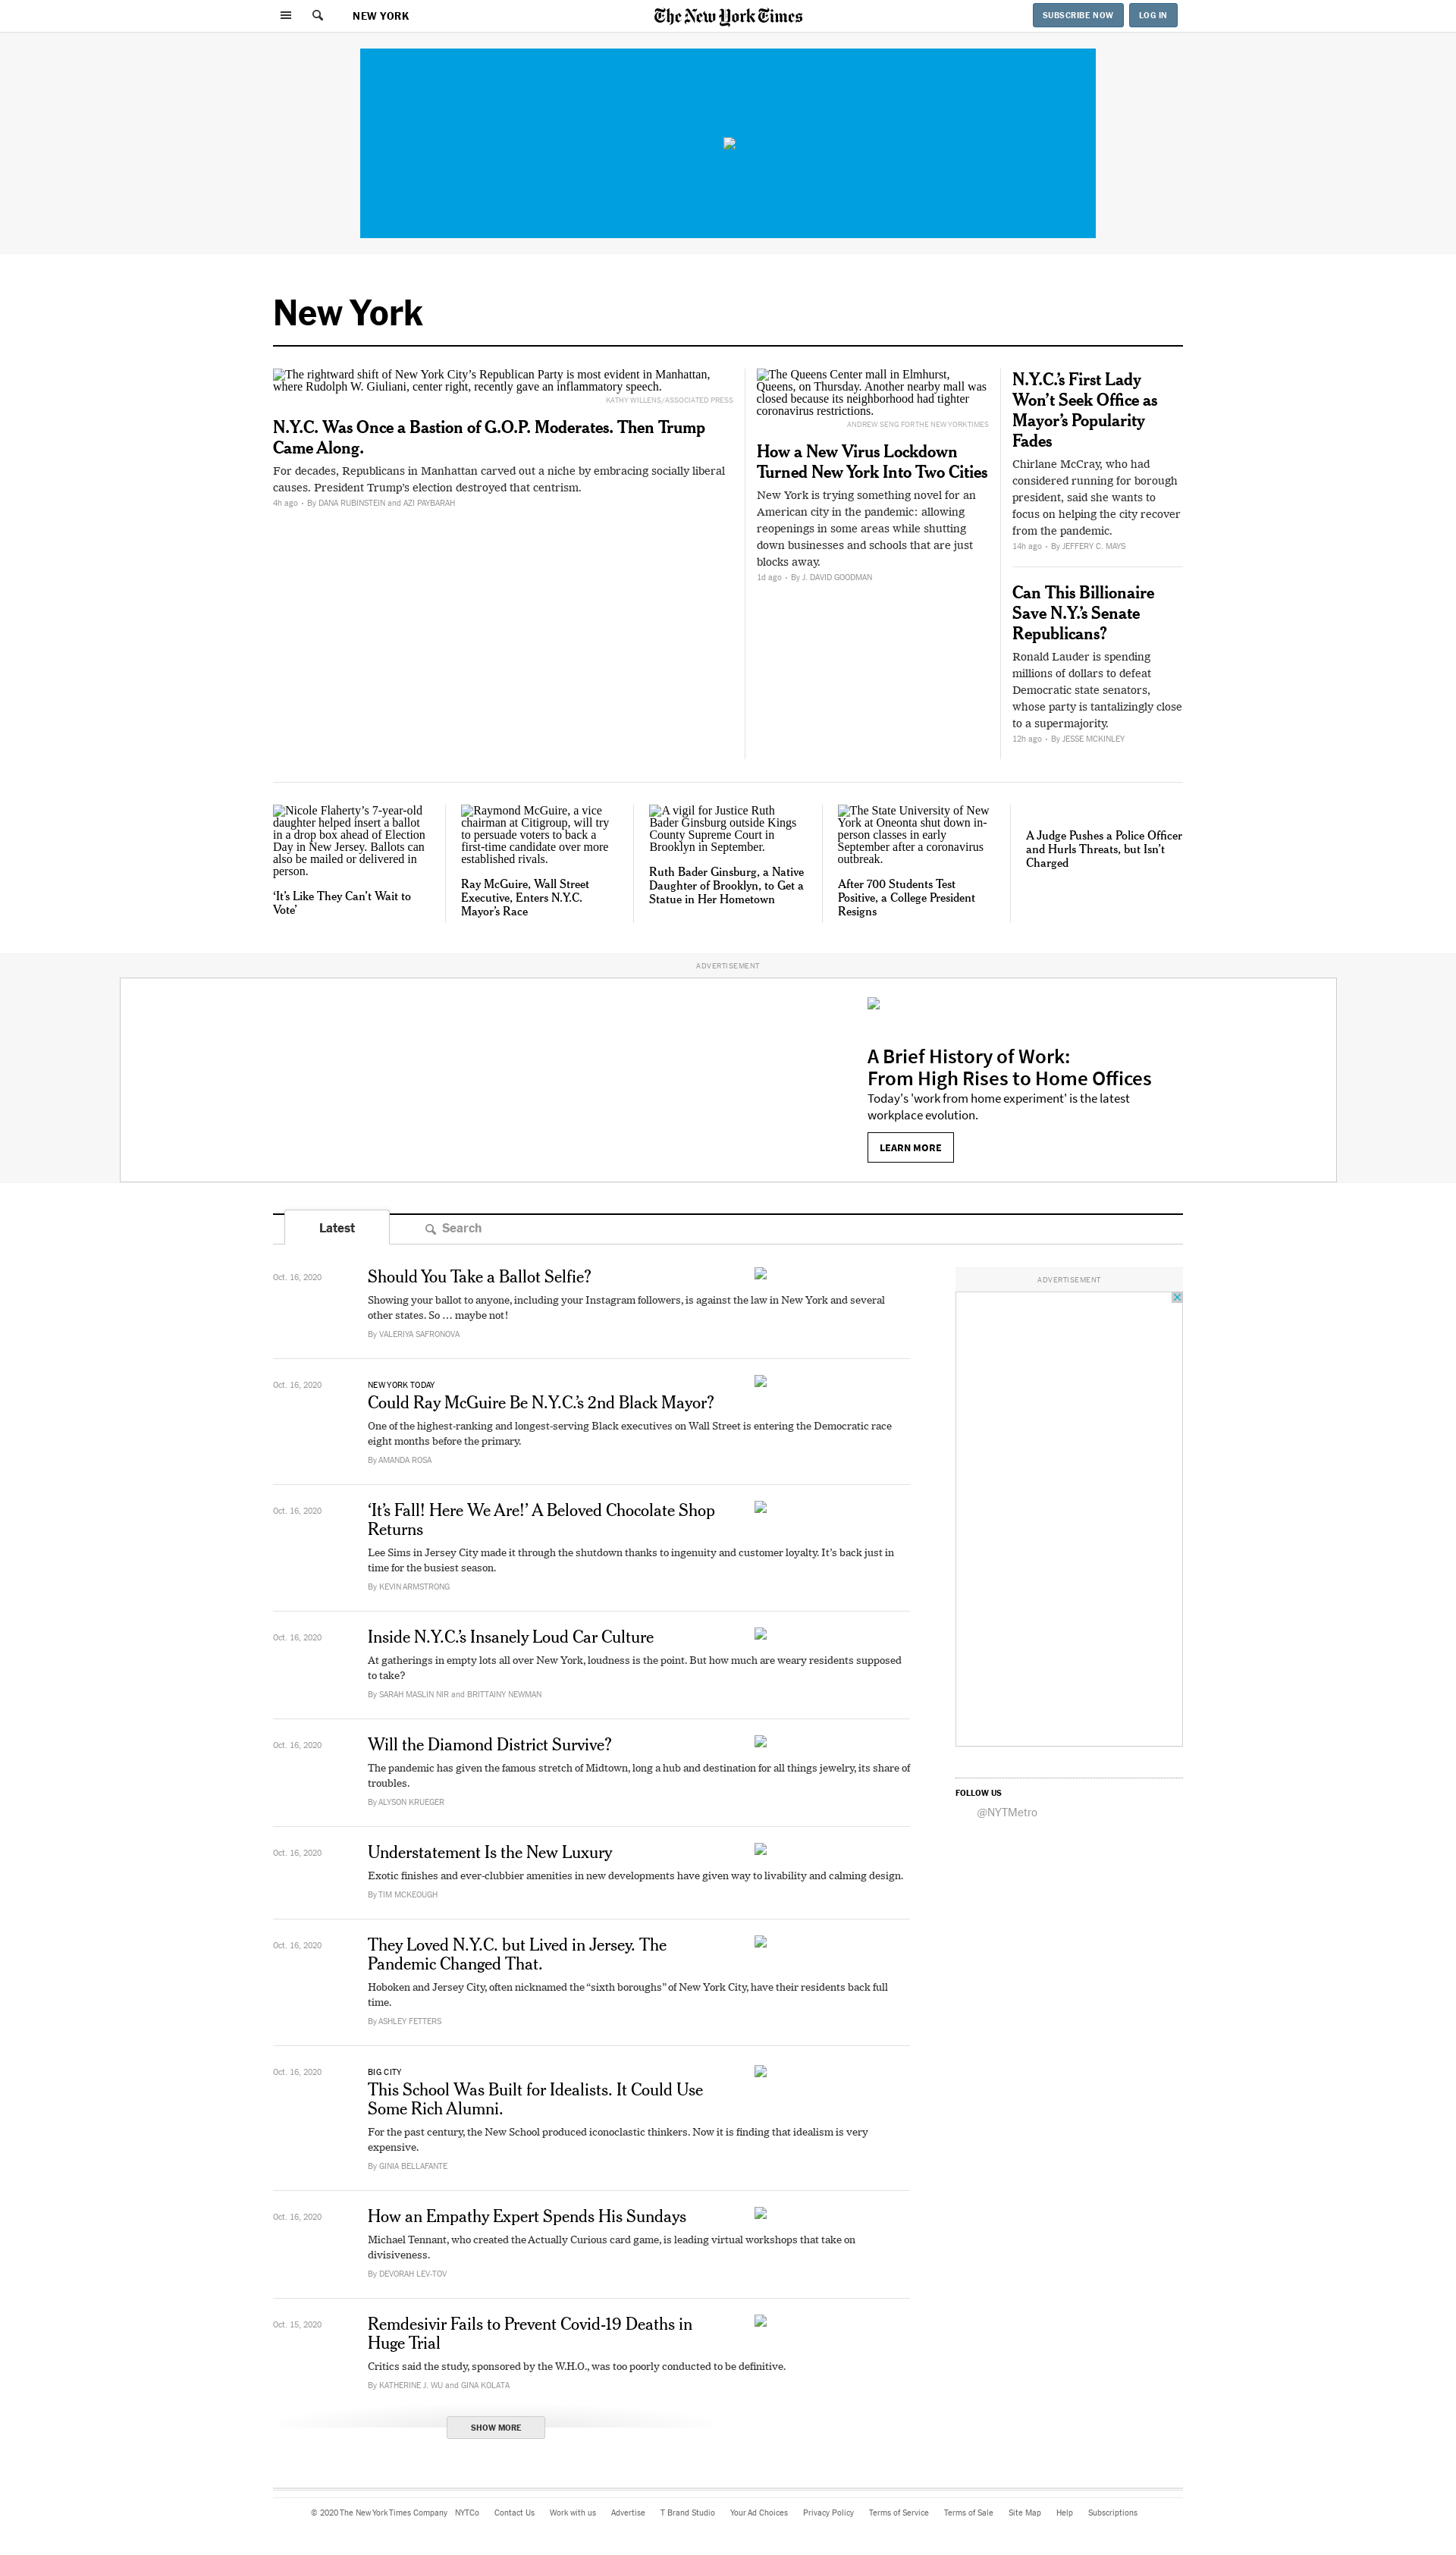 NEW YORK
The New York Times
SUBSCRIBE NOW
LOG IN
New York
The rightward shift of New York City’s Republican Party is most evident in Manhattan,
where Rudolph W. Giuliani, center right, recently gave an inflammatory speech.
KATHY WILLENS/ASSOCIATED PRESS
N.Y.C. Was Once a Bastion of G.O.P. Moderates. Then Trump
Came Along.
For decades, Republicans in Manhattan carved out a niche by embracing socially liberal
causes. President Trump’s election destroyed that centrism.
4h ago • By DANA RUBINSTEIN and AZI PAYBARAH
The Queens Center mall in Elmhurst,
Queens, on Thursday. Another nearby mall was
closed because its neighborhood had tighter
coronavirus restrictions.
ANDREW SENG FOR THE NEW YORK TIMES
How a New Virus Lockdown
Turned New York Into Two Cities
New York is trying something novel for an
American city in the pandemic: allowing
reopenings in some areas while shutting
down businesses and schools that are just
blocks away.
1d ago • By J. DAVID GOODMAN
N.Y.C.’s First Lady
Won’t Seek Office as
Mayor’s Popularity
Fades
Chirlane McCray, who had
considered running for borough
president, said she wants to
focus on helping the city recover
from the pandemic.
14h ago • By JEFFERY C. MAYS
Can This Billionaire
Save N.Y.’s Senate
Republicans?
Ronald Lauder is spending
millions of dollars to defeat
Democratic state senators,
whose party is tantalizingly close
to a supermajority.
12h ago • By JESSE MCKINLEY
Nicole Flaherty’s 7-year-old
daughter helped insert a ballot
in a drop box ahead of Election
Day in New Jersey. Ballots can
also be mailed or delivered in
person.
‘It’s Like They Can’t Wait to
Vote’
Raymond McGuire, a vice
chairman at Citigroup, will try
to persuade voters to back a
first-time candidate over more
established rivals.
Ray McGuire, Wall Street
Executive, Enters N.Y.C.
Mayor’s Race
A vigil for Justice Ruth
Bader Ginsburg outside Kings
County Supreme Court in
Brooklyn in September.
Ruth Bader Ginsburg, a Native
Daughter of Brooklyn, to Get a
Statue in Her Hometown
The State University of New
York at Oneonta shut down in-
person classes in early
September after a coronavirus
outbreak.
After 700 Students Test
Positive, a College President
Resigns
A Judge Pushes a Police Officer
and Hurls Threats, but Isn’t
Charged
ADVERTISEMENT
A Brief History of Work:
From High Rises to Home Offices
Today's 'work from home experiment' is the latest
workplace evolution.
LEARN MORE
Latest
Search
Oct. 16, 2020
Should You Take a Ballot Selfie?
Showing your ballot to anyone, including your Instagram followers, is against the law in New York and several
other states. So … maybe not!
By VALERIYA SAFRONOVA
Oct. 16, 2020
NEW YORK TODAY
Could Ray McGuire Be N.Y.C.’s 2nd Black Mayor?
One of the highest-ranking and longest-serving Black executives on Wall Street is entering the Democratic race
eight months before the primary.
By AMANDA ROSA
Oct. 16, 2020
‘It’s Fall! Here We Are!’ A Beloved Chocolate Shop
Returns
Lee Sims in Jersey City made it through the shutdown thanks to ingenuity and customer loyalty. It’s back just in
time for the busiest season.
By KEVIN ARMSTRONG
Oct. 16, 2020
Inside N.Y.C.’s Insanely Loud Car Culture
At gatherings in empty lots all over New York, loudness is the point. But how much are weary residents supposed
to take?
By SARAH MASLIN NIR and BRITTAINY NEWMAN
Oct. 16, 2020
Will the Diamond District Survive?
The pandemic has given the famous stretch of Midtown, long a hub and destination for all things jewelry, its share of
troubles.
By ALYSON KRUEGER
Oct. 16, 2020
Understatement Is the New Luxury
Exotic finishes and ever-clubbier amenities in new developments have given way to livability and calming design.
By TIM MCKEOUGH
Oct. 16, 2020
They Loved N.Y.C. but Lived in Jersey. The
Pandemic Changed That.
Hoboken and Jersey City, often nicknamed the “sixth boroughs” of New York City, have their residents back full
time.
By ASHLEY FETTERS
Oct. 16, 2020
BIG CITY
This School Was Built for Idealists. It Could Use
Some Rich Alumni.
For the past century, the New School produced iconoclastic thinkers. Now it is finding that idealism is very
expensive.
By GINIA BELLAFANTE
Oct. 16, 2020
How an Empathy Expert Spends His Sundays
Michael Tennant, who created the Actually Curious card game, is leading virtual workshops that take on
divisiveness.
By DEVORAH LEV-TOV
Oct. 15, 2020
Remdesivir Fails to Prevent Covid-19 Deaths in
Huge Trial
Critics said the study, sponsored by the W.H.O., was too poorly conducted to be definitive.
By KATHERINE J. WU and GINA KOLATA
SHOW MORE
ADVERTISEMENT
FOLLOW US
@NYTMetro
© 2020 The New York Times Company NYTCo Contact Us Work with us Advertise T Brand Studio Your Ad Choices Privacy Policy Terms of Service Terms of Sale Site Map Help Subscriptions